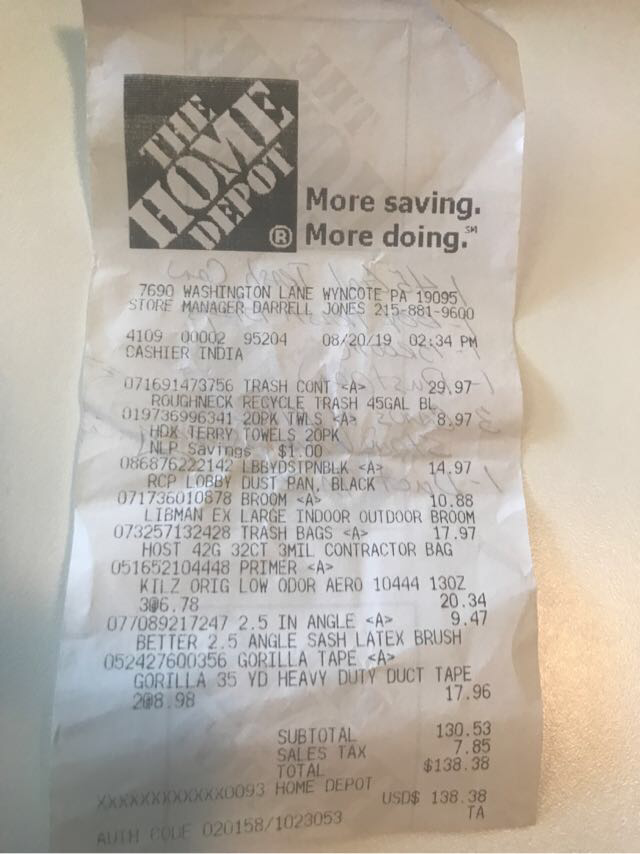 THE
HOME
DEPOT
®
More saving.
More doing.℠
7690 WASHINGTON LANE WYNCOTE PA 19095
STORE MANAGER DARRELL JONES 215-881-9600
4109 00002 95204 08/20/19 02:34 PM
CASHIER INDIA
071691473756 TRASH CONT <A> 29.97
ROUGHNECK RECYCLE TRASH 45GAL BL
019736996341 20PK TWLS <A> 8.97
HDX TERRY TOWELS 20PK
NLP Savings $1.00
086876222142 LBBYDSTPNBLK <A> 14.97
RCP LOBBY DUST PAN, BLACK
071736010878 BROOM <A> 10.88
LIBMAN EX LARGE INDOOR OUTDOOR BROOM
073257132428 TRASH BAGS <A> 17.97
HOST 42G 32CT 3MIL CONTRACTOR BAG
051652104448 PRIMER <A>
KILZ ORIG LOW ODOR AERO 10444 13OZ
3@6.78 20.34
077089217247 2.5 IN ANGLE <A> 9.47
BETTER 2.5 ANGLE SASH LATEX BRUSH
052427600356 GORILLA TAPE <A>
GORILLA 35 YD HEAVY DUTY DUCT TAPE
2@8.98 17.96
SUBTOTAL 130.53
SALES TAX 7.85
TOTAL $138.38
XXXXXXXXXXXX0093 HOME DEPOT
USD$ 138.38
AUTH CODE 020158/1023053 TA